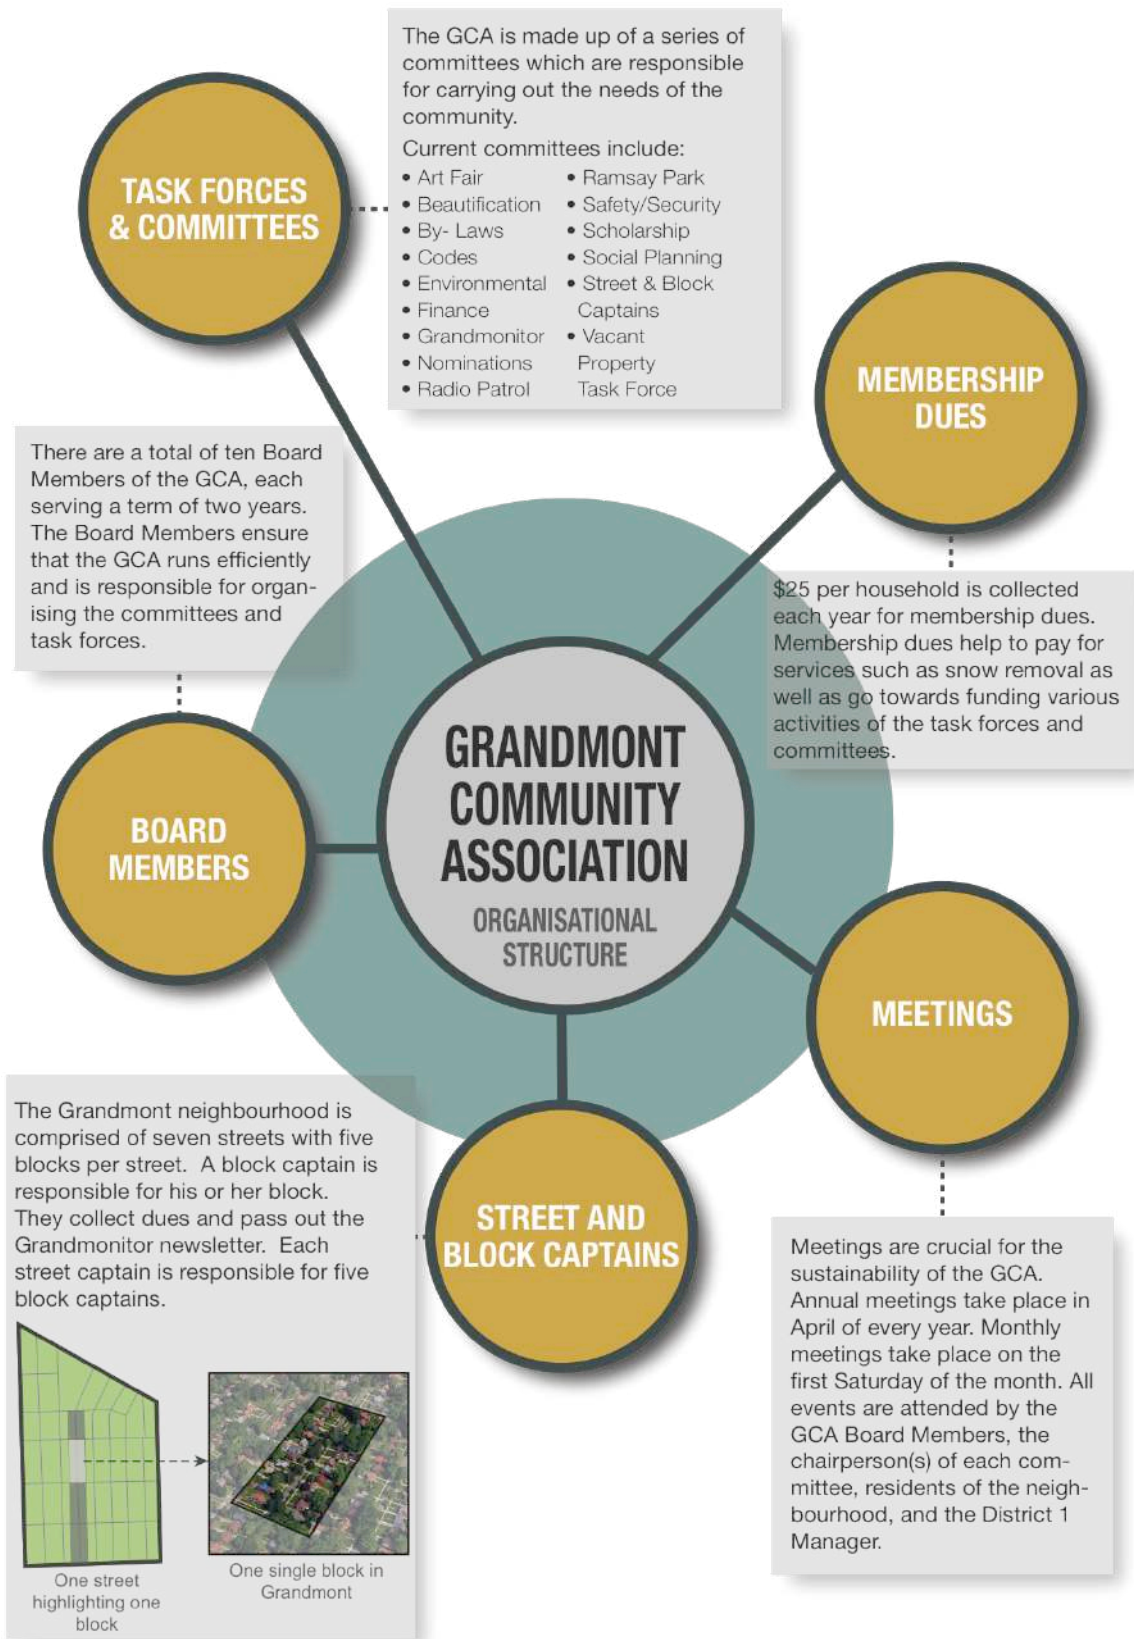 The GCA is made up of a series of
committees which are responsible
for carrying out the needs of the
community.
Current committees include:
• Art Fair
• Beautification
• By- Laws
• Codes
• Environmental
• Finance
• Grandmonitor
• Nominations
• Radio Patrol
• Ramsay Park
• Safety/Security
• Scholarship
• Social Planning
• Street & Block
Captains
• Vacant
Property
Task Force
TASK FORCES
& COMMITTEES
MEMBERSHIP
DUES
There are a total of ten Board
Members of the GCA, each
serving a term of two years.
The Board Members ensure
that the GCA runs efficiently
and is responsible for organ-
ising the committees and
task forces.
$25 per household is collected
each year for membership dues.
Membership dues help to pay for
services such as snow removal as
well as go towards funding various
activities of the task forces and
committees.
GRANDMONT
COMMUNITY
ASSOCIATION
ORGANISATIONAL
STRUCTURE
BOARD
MEMBERS
MEETINGS
The Grandmont neighbourhood is
comprised of seven streets with five
blocks per street.  A block captain is
responsible for his or her block.
They collect dues and pass out the
Grandmonitor newsletter.  Each
street captain is responsible for five
block captains.
STREET AND
BLOCK CAPTAINS
Meetings are crucial for the
sustainability of the GCA.
Annual meetings take place in
April of every year. Monthly
meetings take place on the
first Saturday of the month. All
events are attended by the
GCA Board Members, the
chairperson(s) of each com-
mittee, residents of the neigh-
bourhood, and the District 1
Manager.
One street
highlighting one
block
One single block in
Grandmont